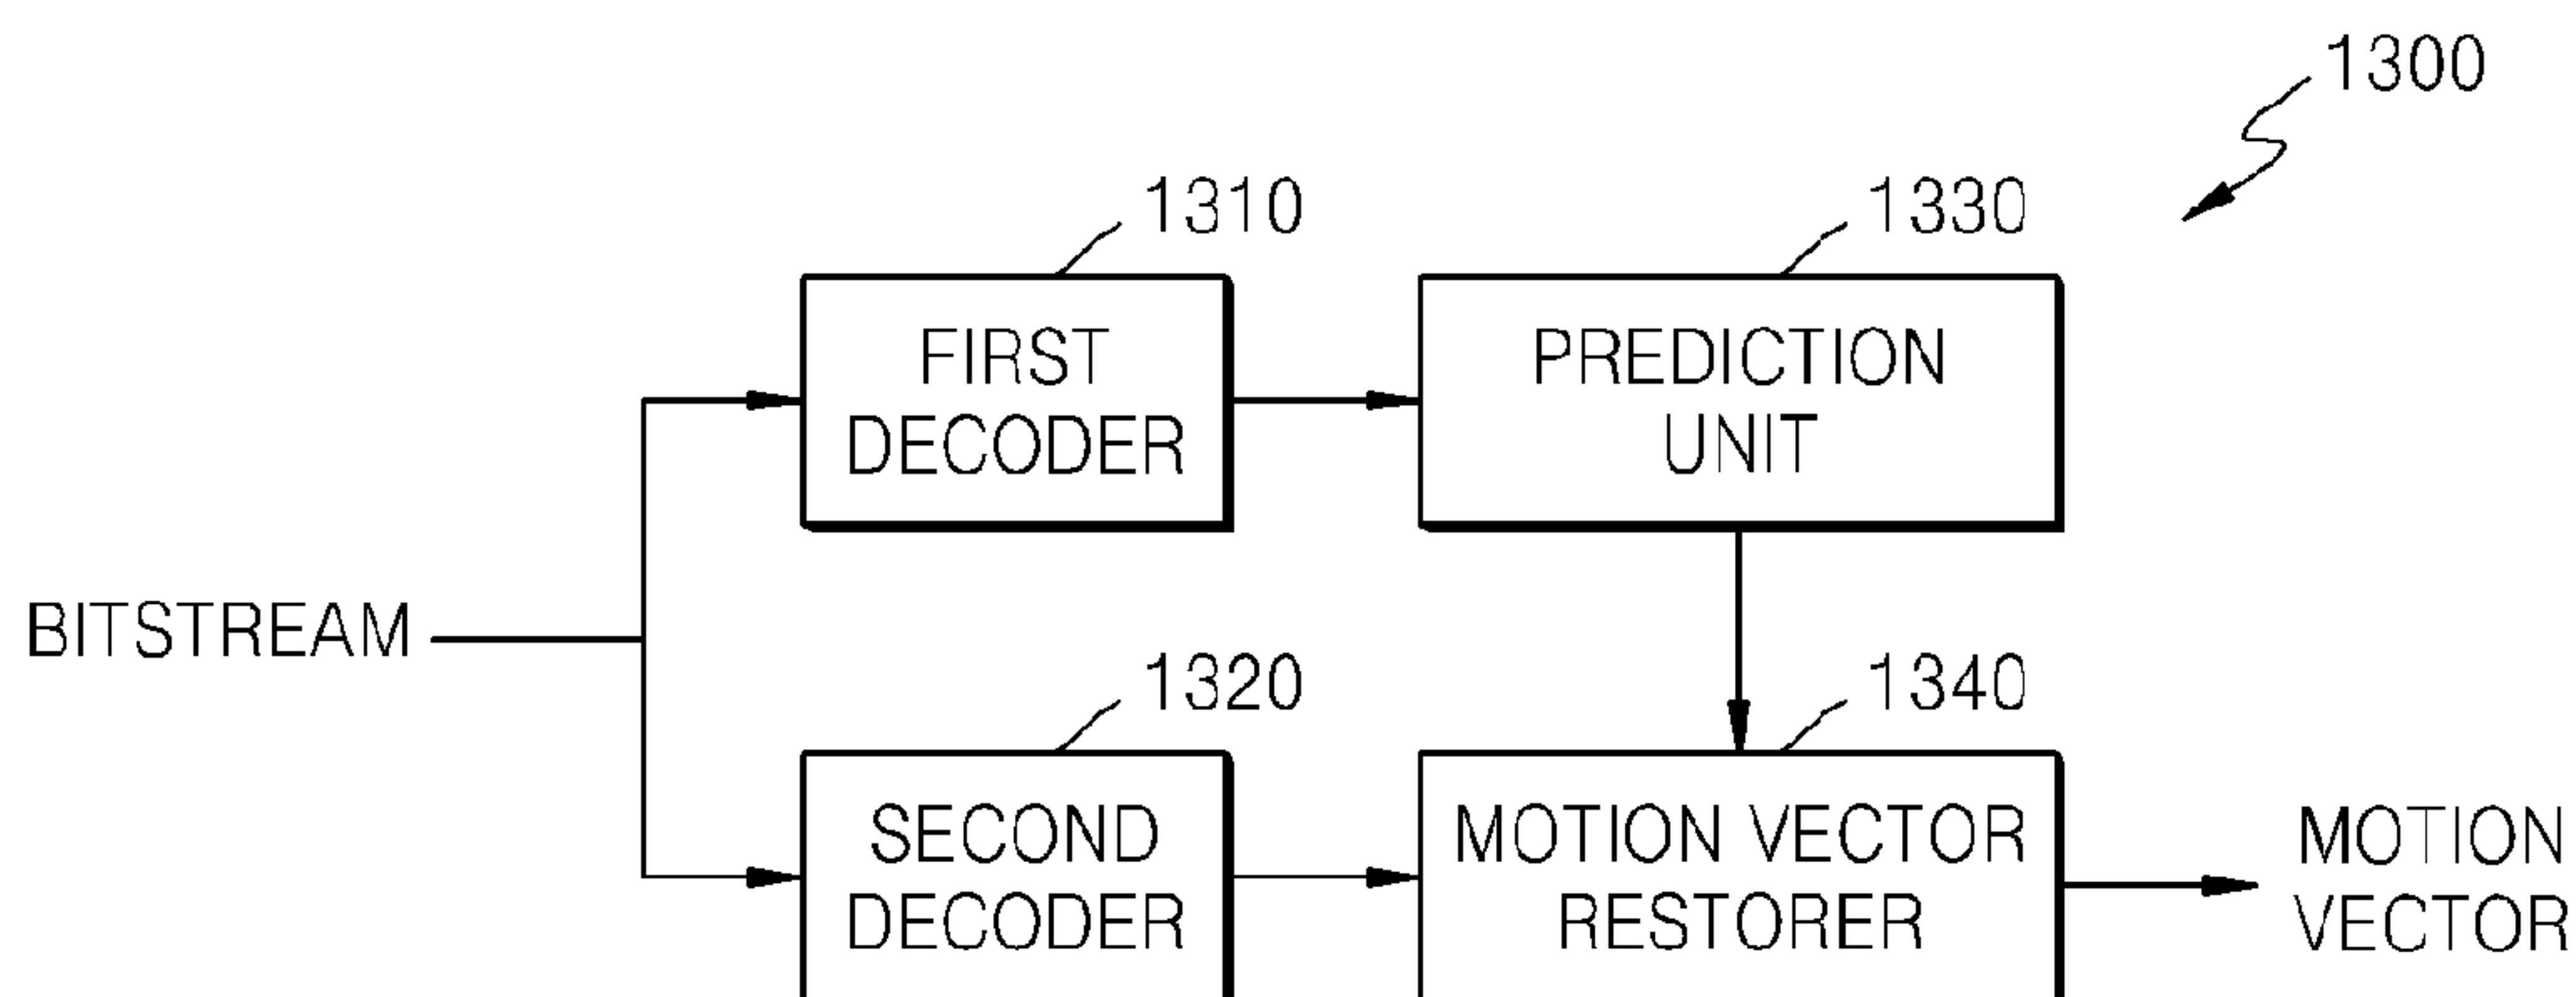 1300
1310
1330
FIRST
DECODER
PREDICTION
UNIT
BITSTREAM
1320
1340
SECOND
DECODER
MOTION VECTOR
RESTORER
MOTION
VECTOR